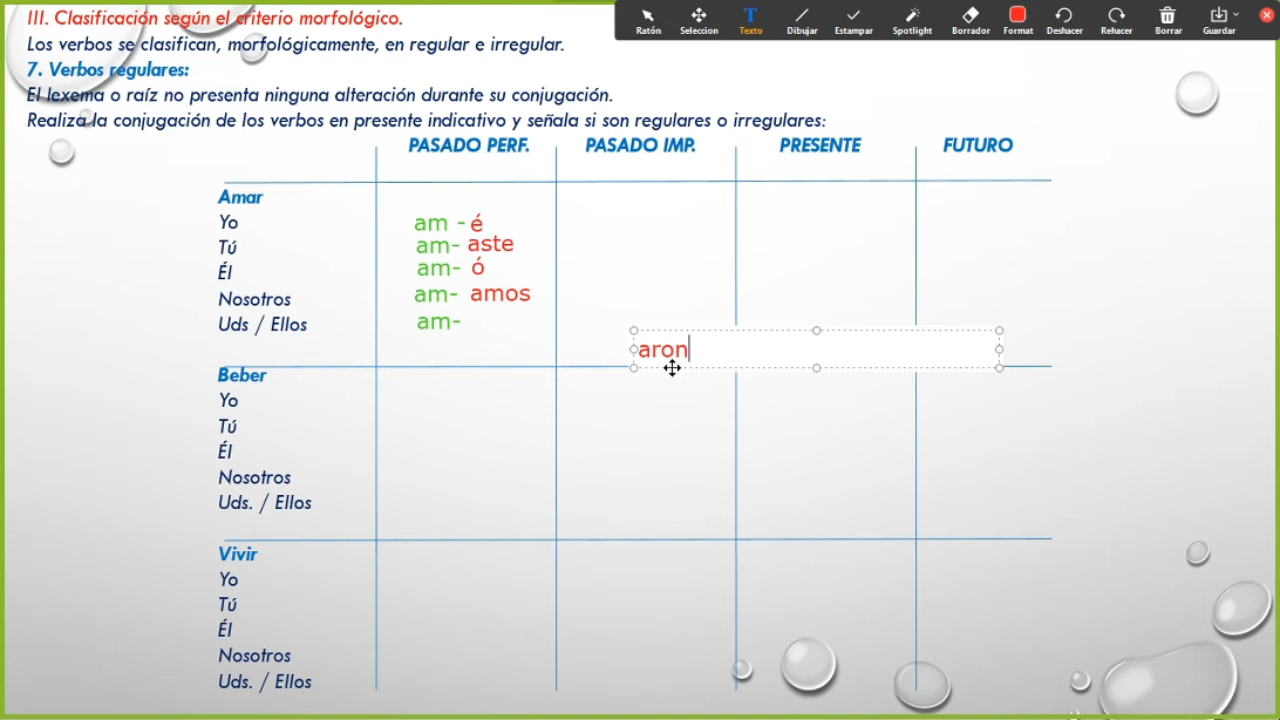 III. Clasificación según el criterio morfológico.
Ratón Seleccion Texto Dibujar Estampar Spotlight Borrador Format Deshacer Rehacer Borrar Guardar
Los verbos se clasifican, morfológicamente, en regular e irregular.
7. Verbos regulares:
El lexema o raíz no presenta ninguna alteración durante su conjugación.
Realiza la conjugación de los verbos en presente indicativo y señala si son regulares o irregulares:
PASADO PERF. PASADO IMP. PRESENTE FUTURO
Amar
Yo am - é
Tú am- aste
Él am- ó
Nosotros am- amos
Uds / Ellos am-
aron
Beber
Yo
Tú
Él
Nosotros
Uds. / Ellos
Vivir
Yo
Tú
Él
Nosotros
Uds. / Ellos